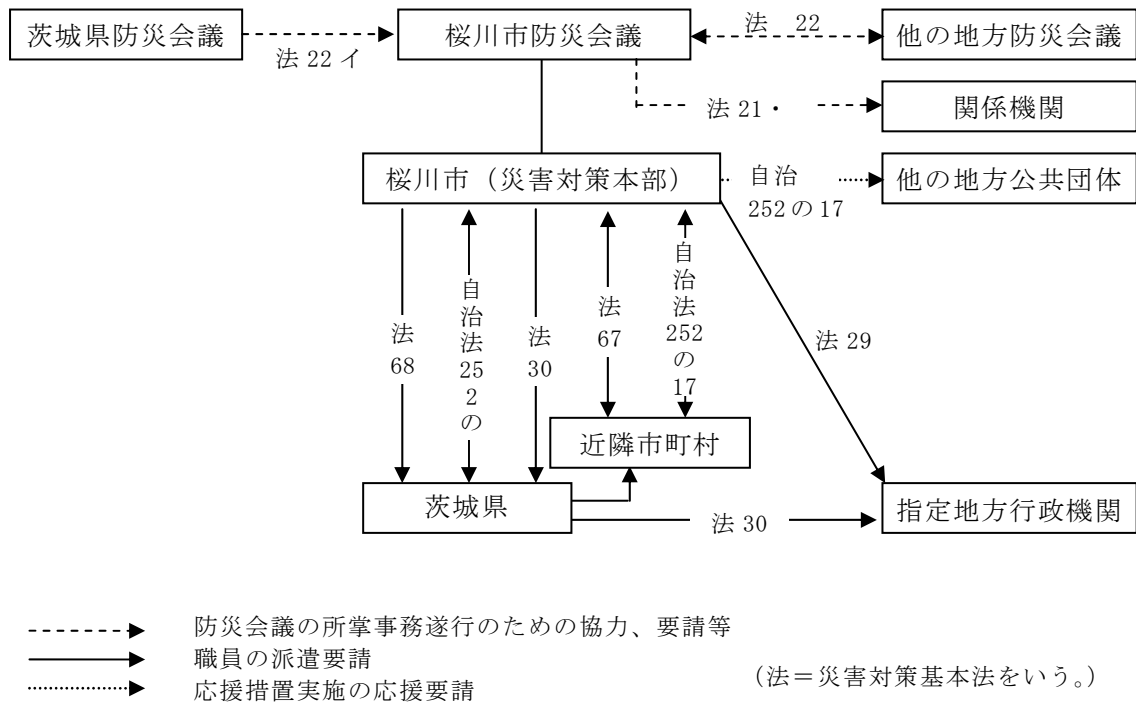 茨城県防災会議
法 22 イ
桜川市防災会議
法 22
他の地方防災会議
法 21・
関係機関
桜川市（災害対策本部）
自治
252 の 17
他の地方公共団体
法
68
自治法252の
法
30
法
67
自治法252の17
法 29
近隣市町村
茨城県
法 30
指定地方行政機関
防災会議の所掌事務遂行のための協力、要請等
職員の派遣要請
応援措置実施の応援要請
（法＝災害対策基本法をいう。）